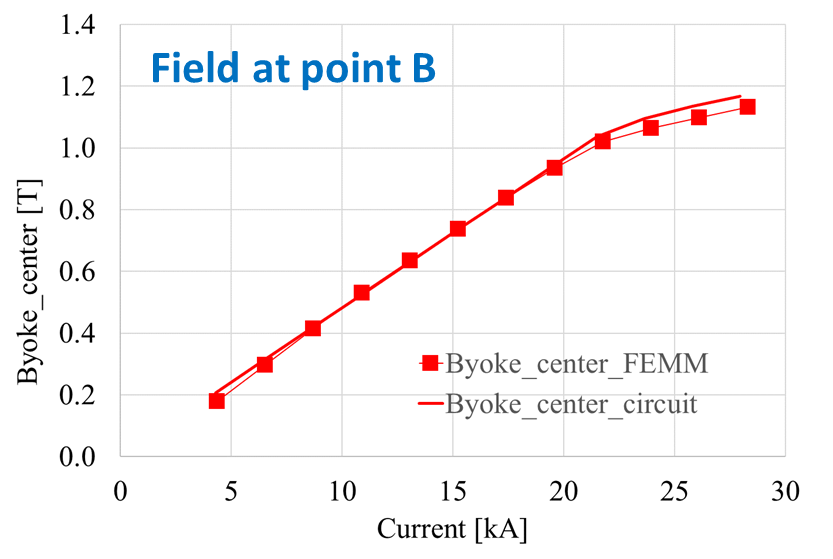 Field at point B
1.4
1.2
1.0
0.8
0.6
0.4
0.2
0.0
Byoke_center [T]
Byoke_center_FEMM
Byoke_center_circuit
0 5 10 15 20 25 30
Current [kA]